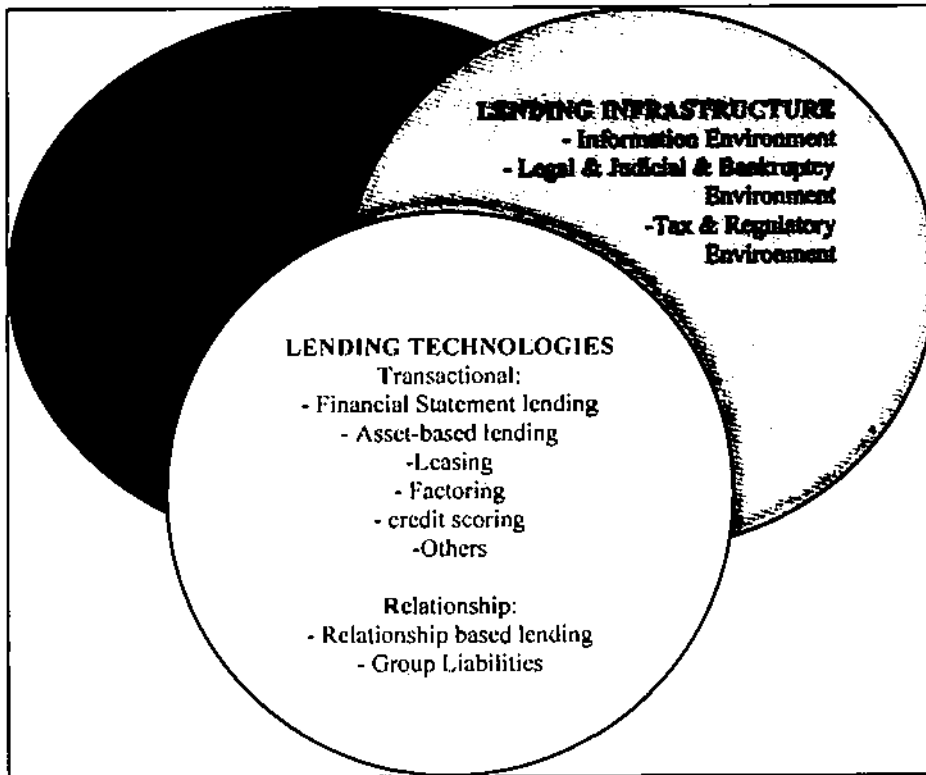 LENDING INFRASTRUCTURE
- Information Environment
- Legal & Judicial & Bankruptcy
Environment
-Tax & Regulatory
Environment
LENDING TECHNOLOGIES
Transactional:
- Financial Statement lending
- Asset-based lending
-Leasing
- Factoring
- credit scoring
-Others
Relationship:
- Relationship based lending
- Group Liabilities